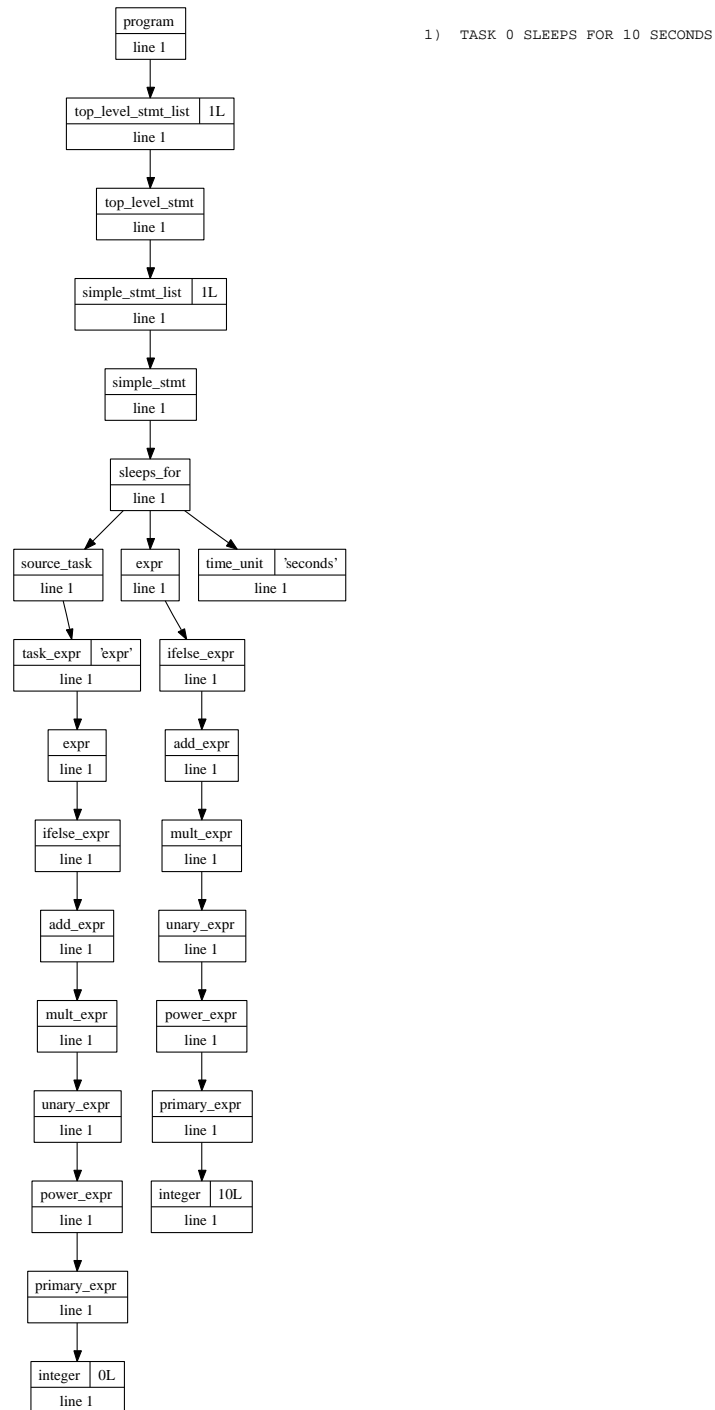 program
line 1
1) TASK 0 SLEEPS FOR 10 SECONDS
top_level_stmt_list 1L
line 1
top_level_stmt
line 1
simple_stmt_list 1L
line 1
simple_stmt
line 1
sleeps_for
line 1
source_task expr time_unit 'seconds'
line 1 line 1 line 1
task_expr 'expr' ifelse_expr
line 1 line 1
expr add_expr
line 1 line 1
ifelse_expr mult_expr
line 1 line 1
add_expr unary_expr
line 1 line 1
mult_expr power_expr
line 1 line 1
unary_expr primary_expr
line 1 line 1
power_expr integer 10L
line 1 line 1
primary_expr
line 1
integer 0L
line 1